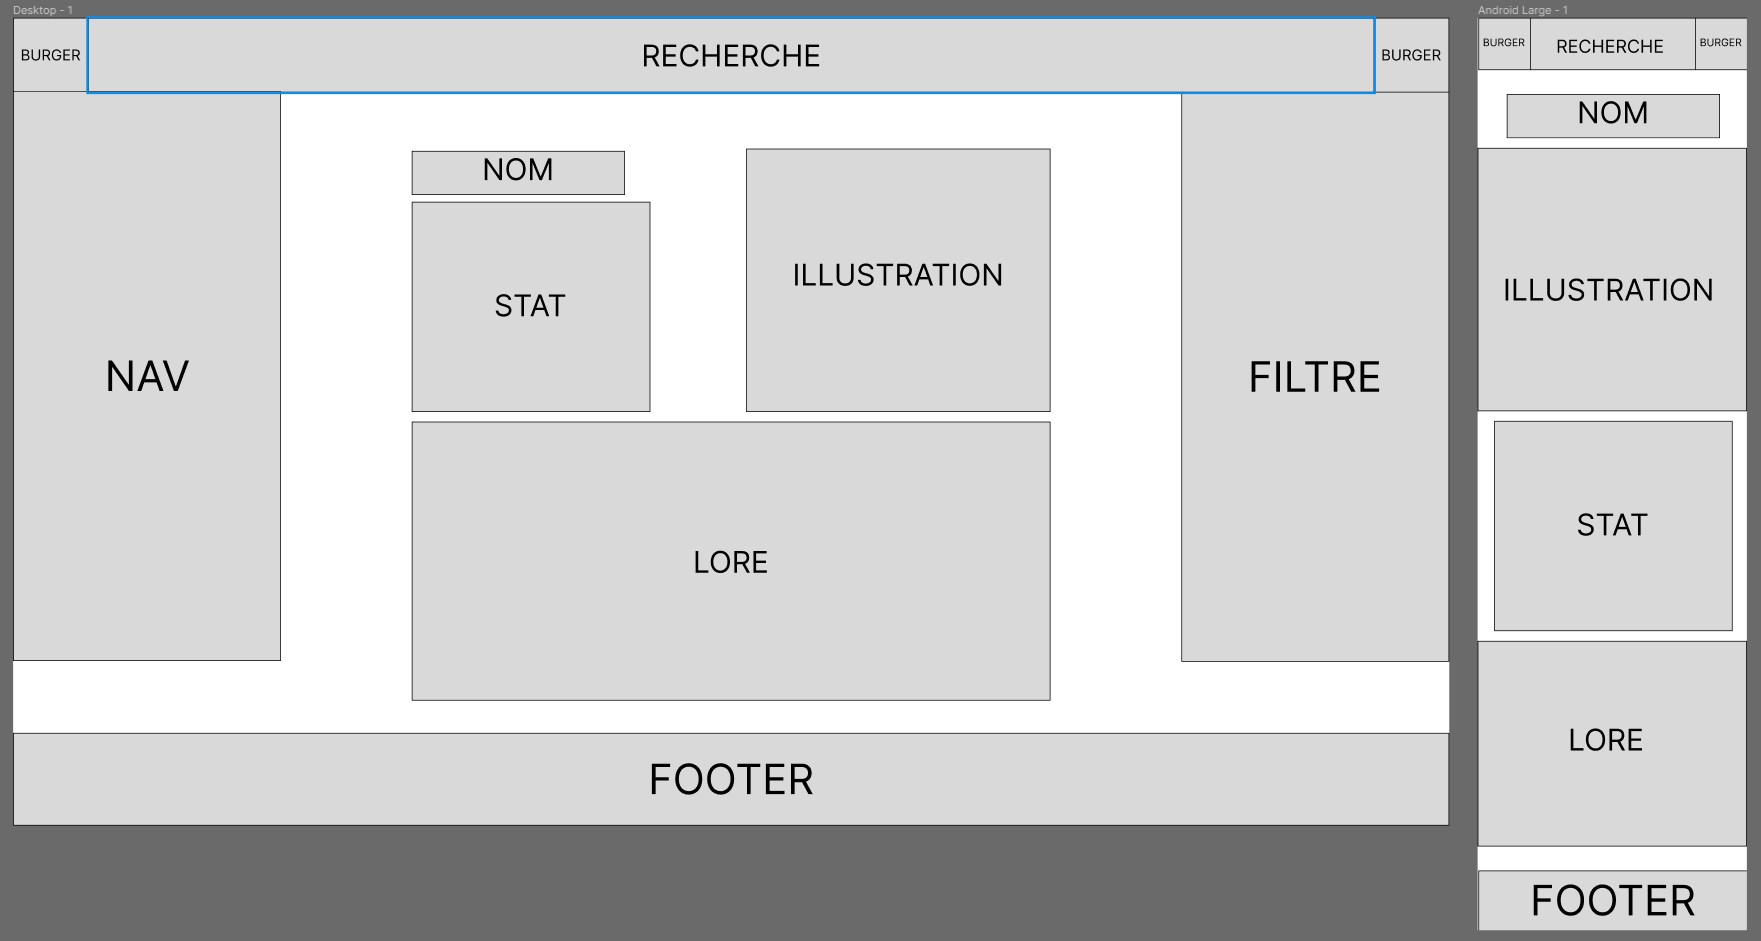 Desktop - 1
BURGER
RECHERCHE
BURGER
NOM
STAT
ILLUSTRATION
NAV
FILTRE
LORE
FOOTER
Android Large - 1
BURGER
RECHERCHE
BURGER
NOM
ILLUSTRATION
STAT
LORE
FOOTER